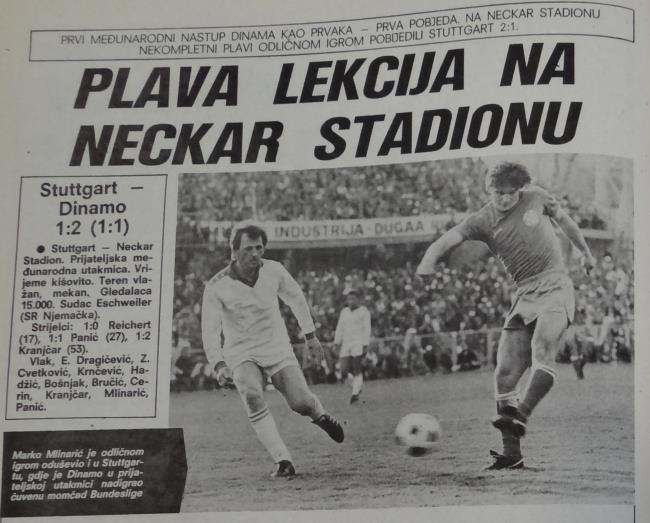 PRVI MEĐUNARODNI NASTUP DINAMA KAO PRVAKA — PRVA POBJEDA. NA NECKAR STADIONU
NEKOMPLETNI PLAVI ODLIČNOM IGROM POBIJEDILI STUTTGART 2:1.
PLAVA LEKCIJA NA
NECKAR STADIONU
Stuttgart —
Dinamo
1:2 (1:1)
● Stuttgart — Neckar
Stadion. Prijateljska me-
đunarodna utakmica. Vri-
jeme kišovito. Teren vla-
žan, mekan. Gledalaca
15.000. Sudac Eschweiler
(SR Njemačka).
Strijelci: 1:0 Reichert
(17), 1:1 Panić (27), 1:2
Kranjčar (53).
Vlak, E. Dragičević, Z.
Cvetković, Krnčević, Ha-
džić, Bošnjak, Bručić, Ce-
rin, Kranjčar, Mlinarić,
Panić.
INDUSTRIJA - DUGA
Marko Mlinarić je odličnom
igrom oduševio i u Stuttgar-
tu, gdje je Dinamo u prija-
teljskoj utakmici nadigrao
čuvenu momčad Bundeslige